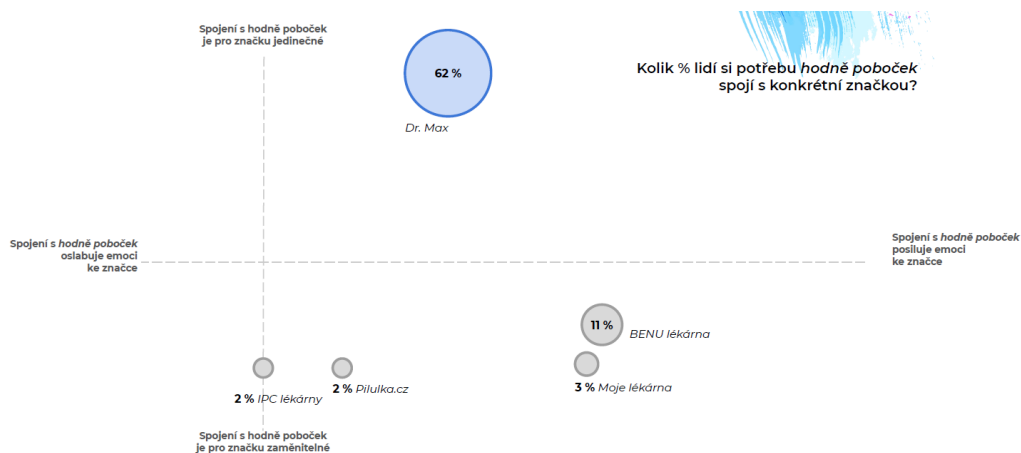 Spojení s hodně poboček
je pro značku jedinečné
62 %
Dr. Max
Kolik % lidí si potřebu hodně poboček
spojí s konkrétní značkou?
Spojení s hodně poboček
oslabuje emoci
ke značce
Spojení s hodně poboček
posiluje emoci
ke značce
11 %
BENU lékárna
2 % IPC lékárny
2 % Pilulka.cz
3 % Moje lékárna
Spojení s hodně poboček
je pro značku zaměnitelné